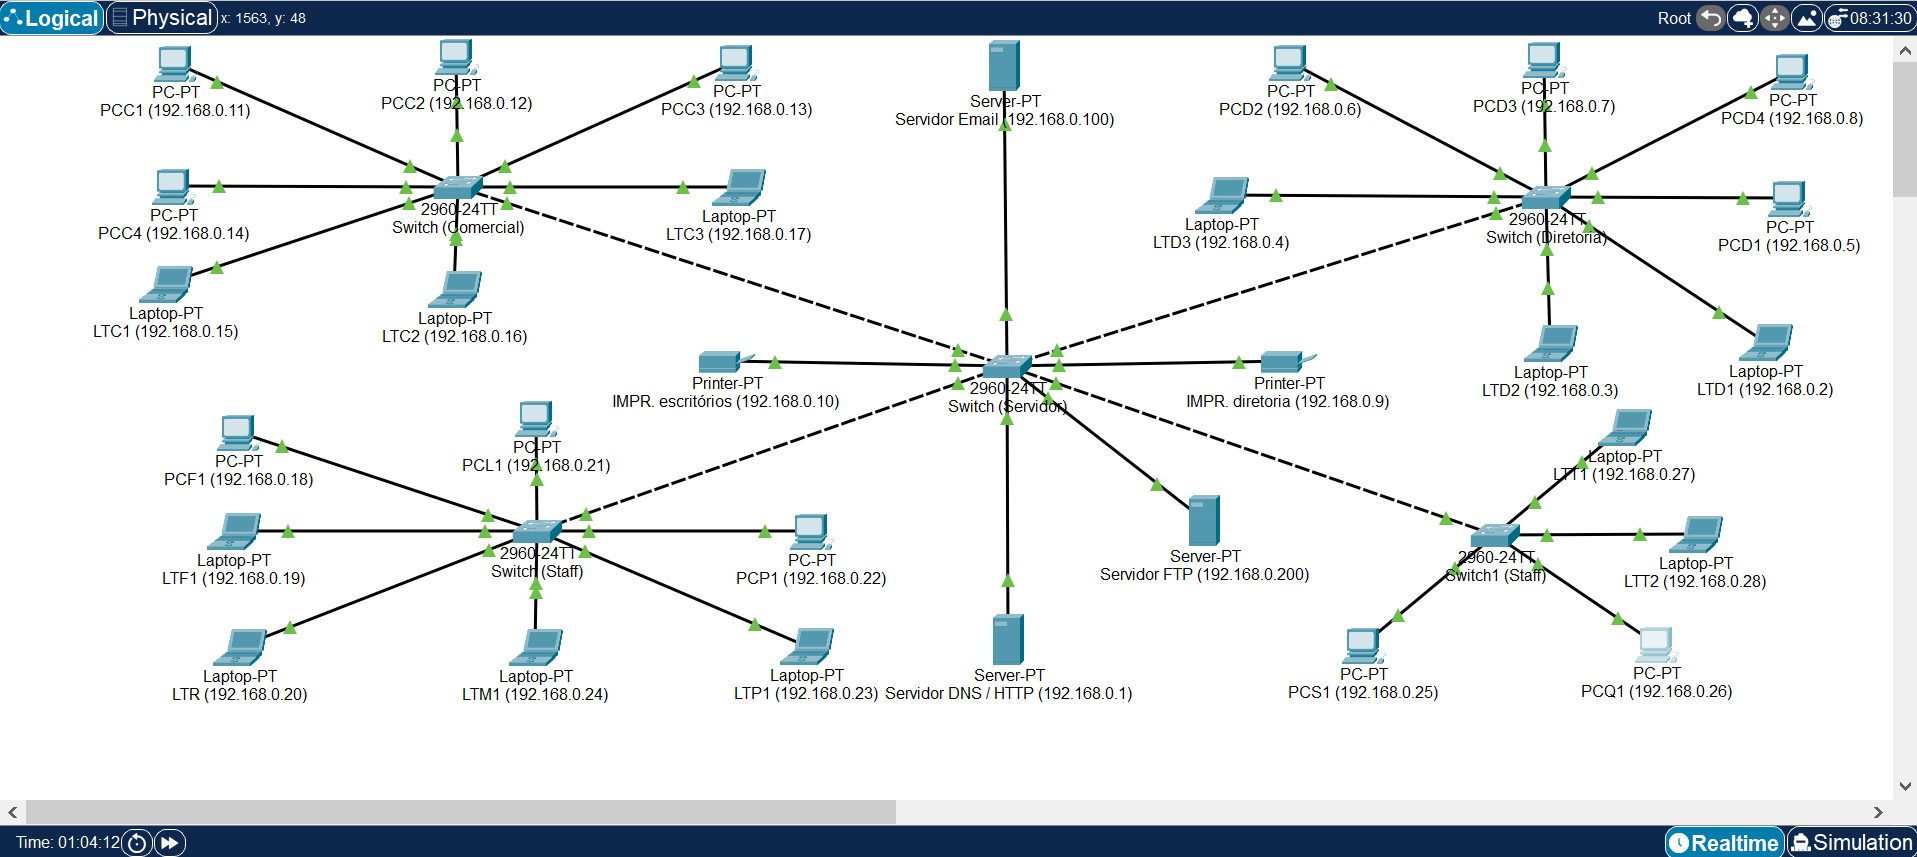 Logical
Physical
x: 1563, y: 48
Root
08:31:30
PC-PT
PCC1 (192.168.0.11)
PC-PT
PCC2 (192.168.0.12)
PC-PT
PCC3 (192.168.0.13)
Server-PT
Servidor Email (192.168.0.100)
PC-PT
PCD2 (192.168.0.6)
PC-PT
PCD3 (192.168.0.7)
PC-PT
PCD4 (192.168.0.8)
PC-PT
PCC4 (192.168.0.14)
2960-24TT
Switch (Comercial)
Laptop-PT
LTC3 (192.168.0.17)
Laptop-PT
LTD3 (192.168.0.4)
2960-24TT
Switch (Diretoria)
PC-PT
PCD1 (192.168.0.5)
Laptop-PT
LTC1 (192.168.0.15)
Laptop-PT
LTC2 (192.168.0.16)
Printer-PT
IMPR. escritórios (192.168.0.10)
2960-24TT
Switch (Servidor)
Printer-PT
IMPR. diretoria (192.168.0.9)
Laptop-PT
LTD2 (192.168.0.3)
Laptop-PT
LTD1 (192.168.0.2)
PC-PT
PCF1 (192.168.0.18)
PC-PT
PCL1 (192.168.0.21)
Laptop-PT
LTT1 (192.168.0.27)
Laptop-PT
LTF1 (192.168.0.19)
2960-24TT
Switch (Staff)
PC-PT
PCP1 (192.168.0.22)
Server-PT
Servidor FTP (192.168.0.200)
2960-24TT
Switch1 (Staff)
Laptop-PT
LTT2 (192.168.0.28)
Laptop-PT
LTR (192.168.0.20)
Laptop-PT
LTM1 (192.168.0.24)
Laptop-PT
LTP1 (192.168.0.23)
Server-PT
Servidor DNS / HTTP (192.168.0.1)
PC-PT
PCS1 (192.168.0.25)
PC-PT
PCQ1 (192.168.0.26)
Time: 01:04:12
Realtime
Simulation